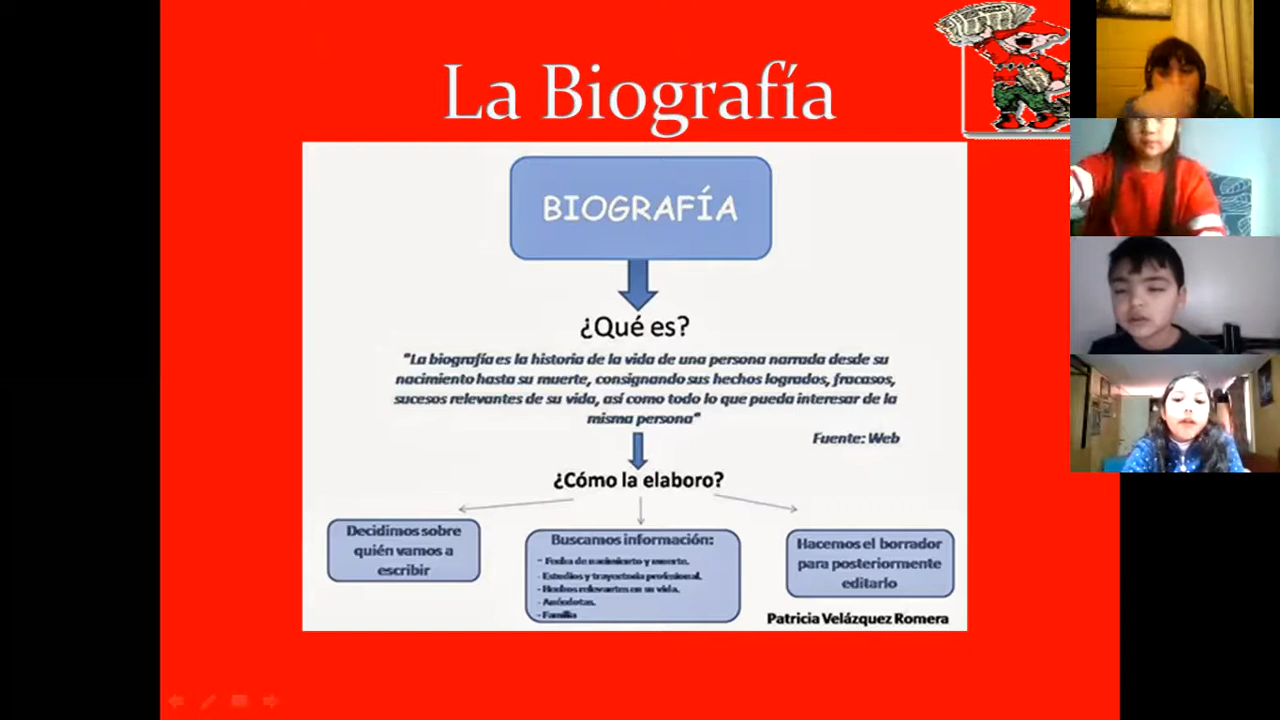 La Biografía
BIOGRAFÍA
¿Qué es?
"La biografía es la historia de la vida de una persona narrada desde su
nacimiento hasta su muerte, consignando sus hechos logrados, fracasos,
sucesos relevantes de su vida, así como todo lo que pueda interesar de la
misma persona"
Fuente: Web
¿Cómo la elaboro?
Decidimos sobre
quién vamos a
escribir
Buscamos información:
- Fecha de nacimiento y muerte.
- Estudios y trayectoria profesional.
- Hechos relevantes en su vida.
- Anécdotas.
- Familia
Hacemos el borrador
para posteriormente
editarlo
Patricia Velázquez Romera